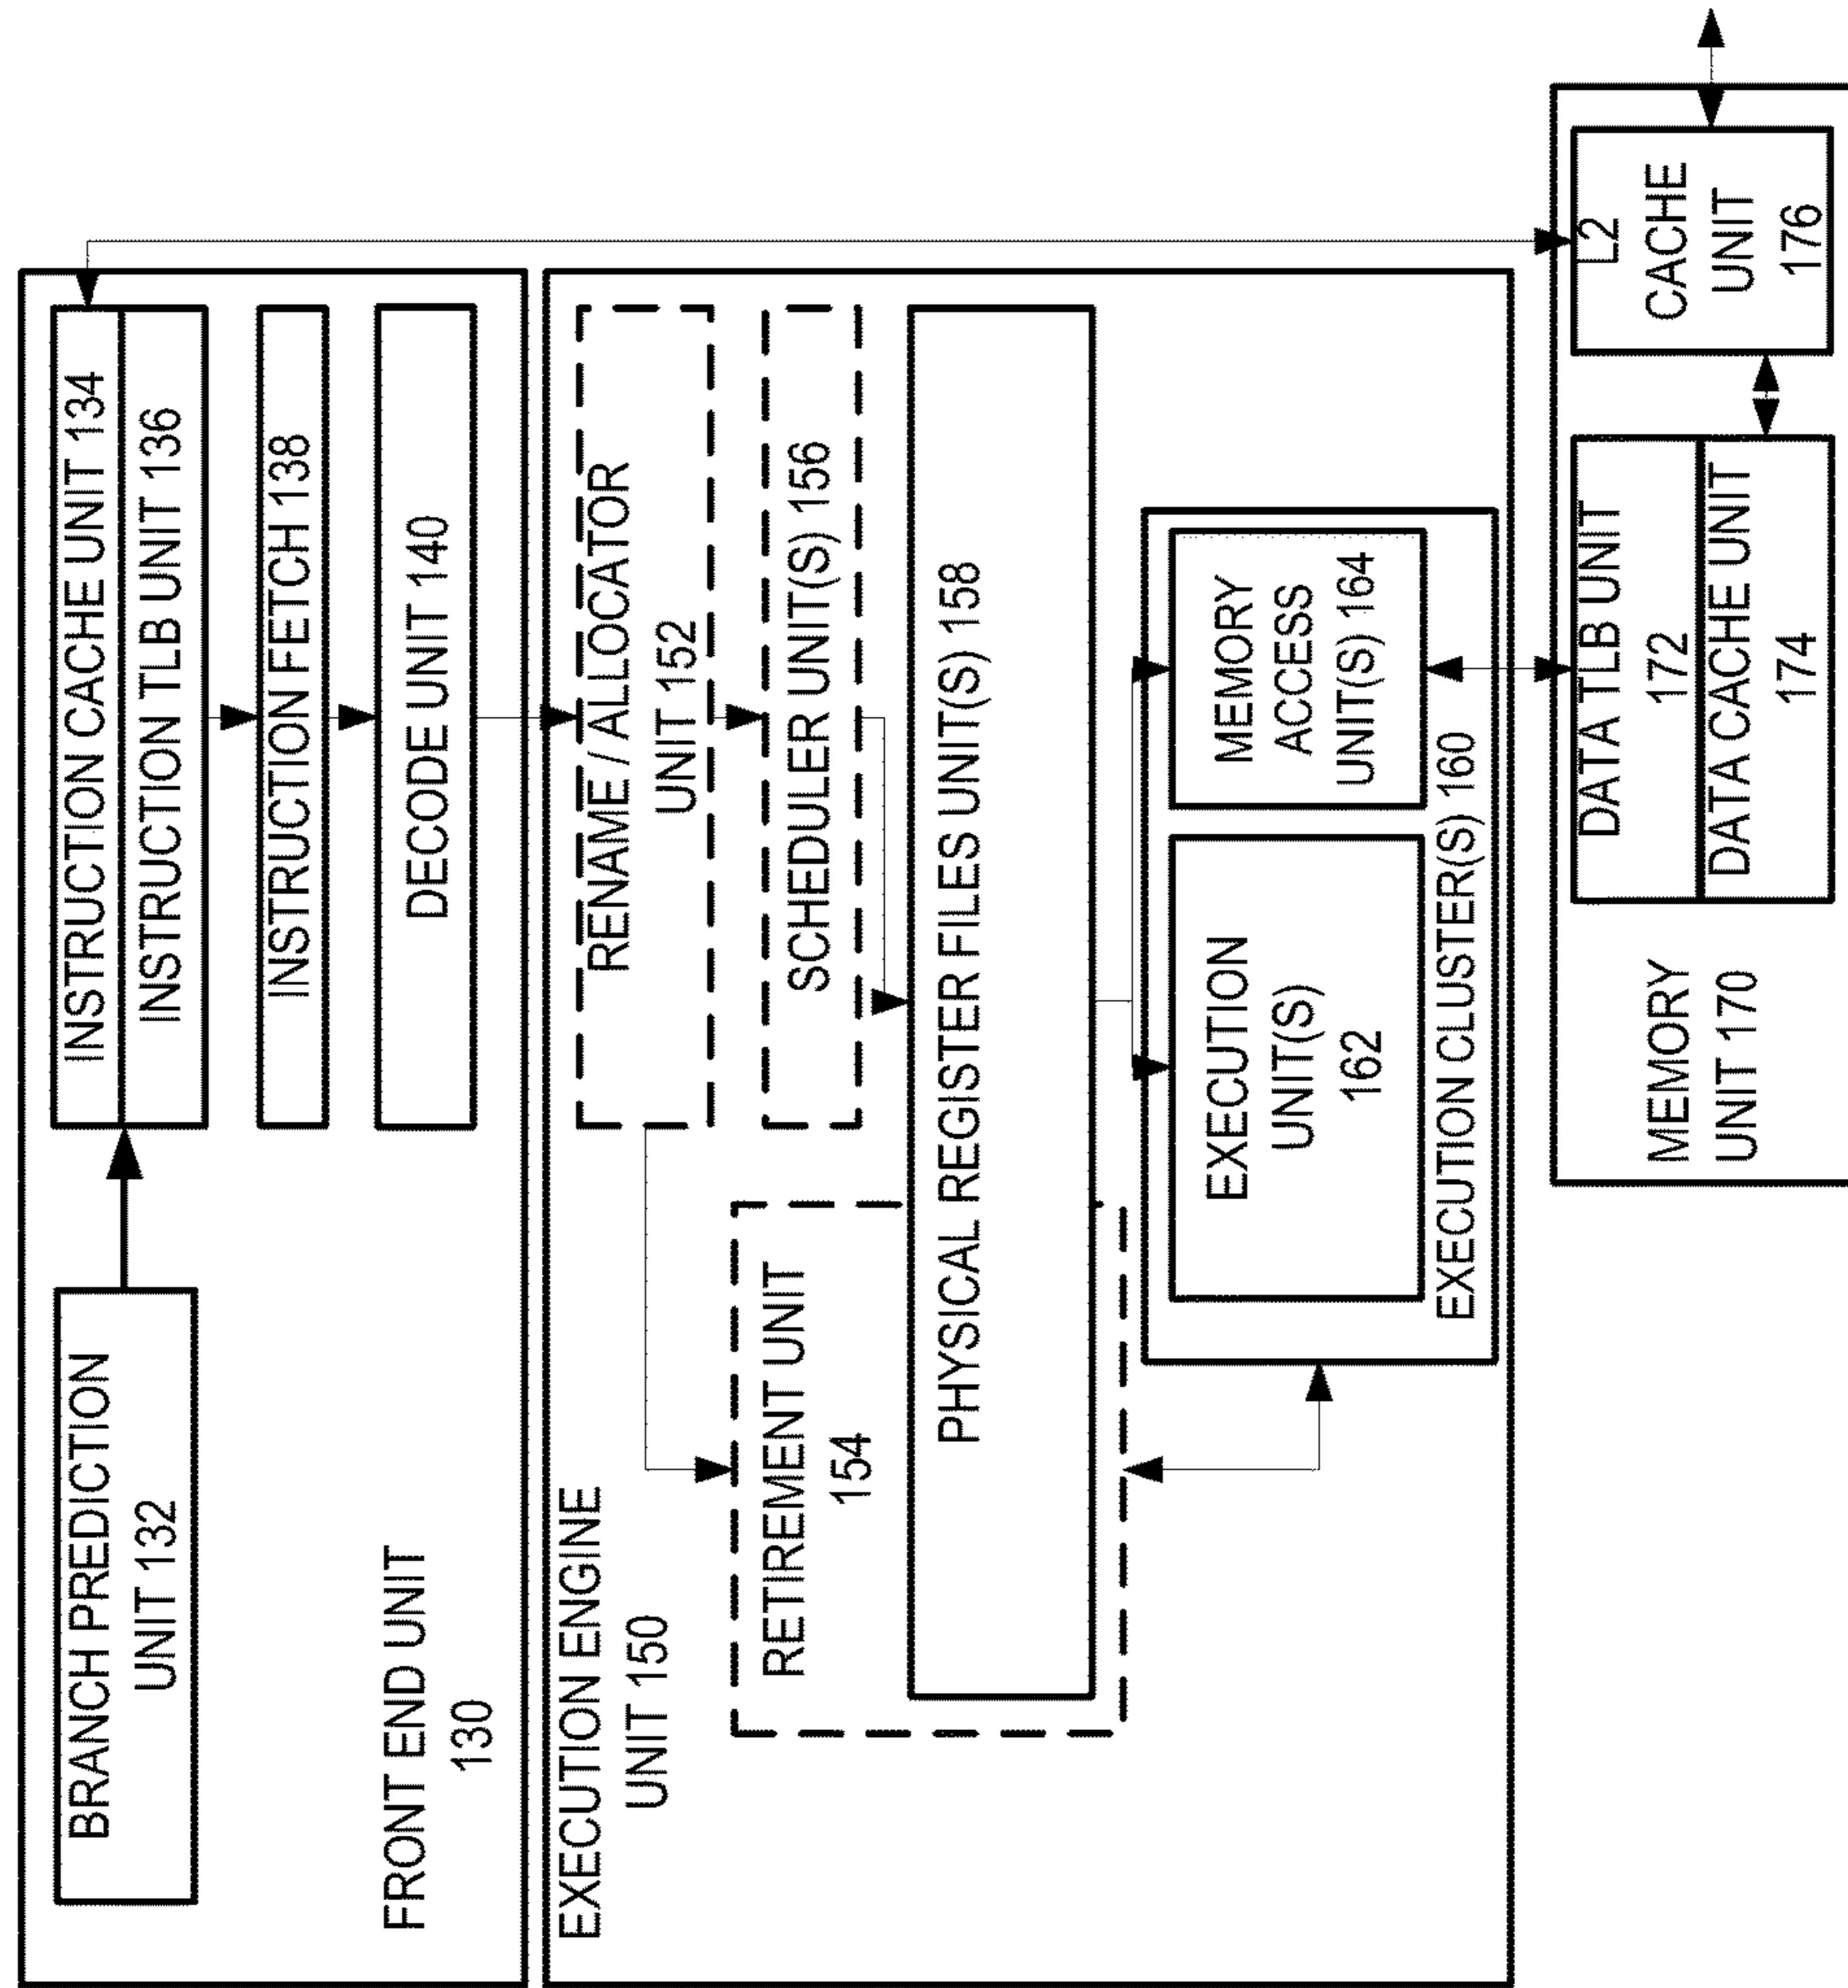 BRANCH PREDICTION
UNIT 132
INSTRUCTION CACHE UNIT 134
INSTRUCTION TLB UNIT 136
INSTRUCTION FETCH 138
DECODE UNIT 140
FRONT END UNIT
130
EXECUTION ENGINE
UNIT 150
RENAME / ALLOCATOR
UNIT 152
SCHEDULER UNIT(S) 156
RETIREMENT UNIT
154
PHYSICAL REGISTER FILES UNIT(S) 158
EXECUTION
UNIT(S)
162
MEMORY
ACCESS
UNIT(S) 164
EXECUTION CLUSTER(S) 160
MEMORY
UNIT 170
DATA TLB UNIT
172
DATA CACHE UNIT
174
L2
CACHE
UNIT
176